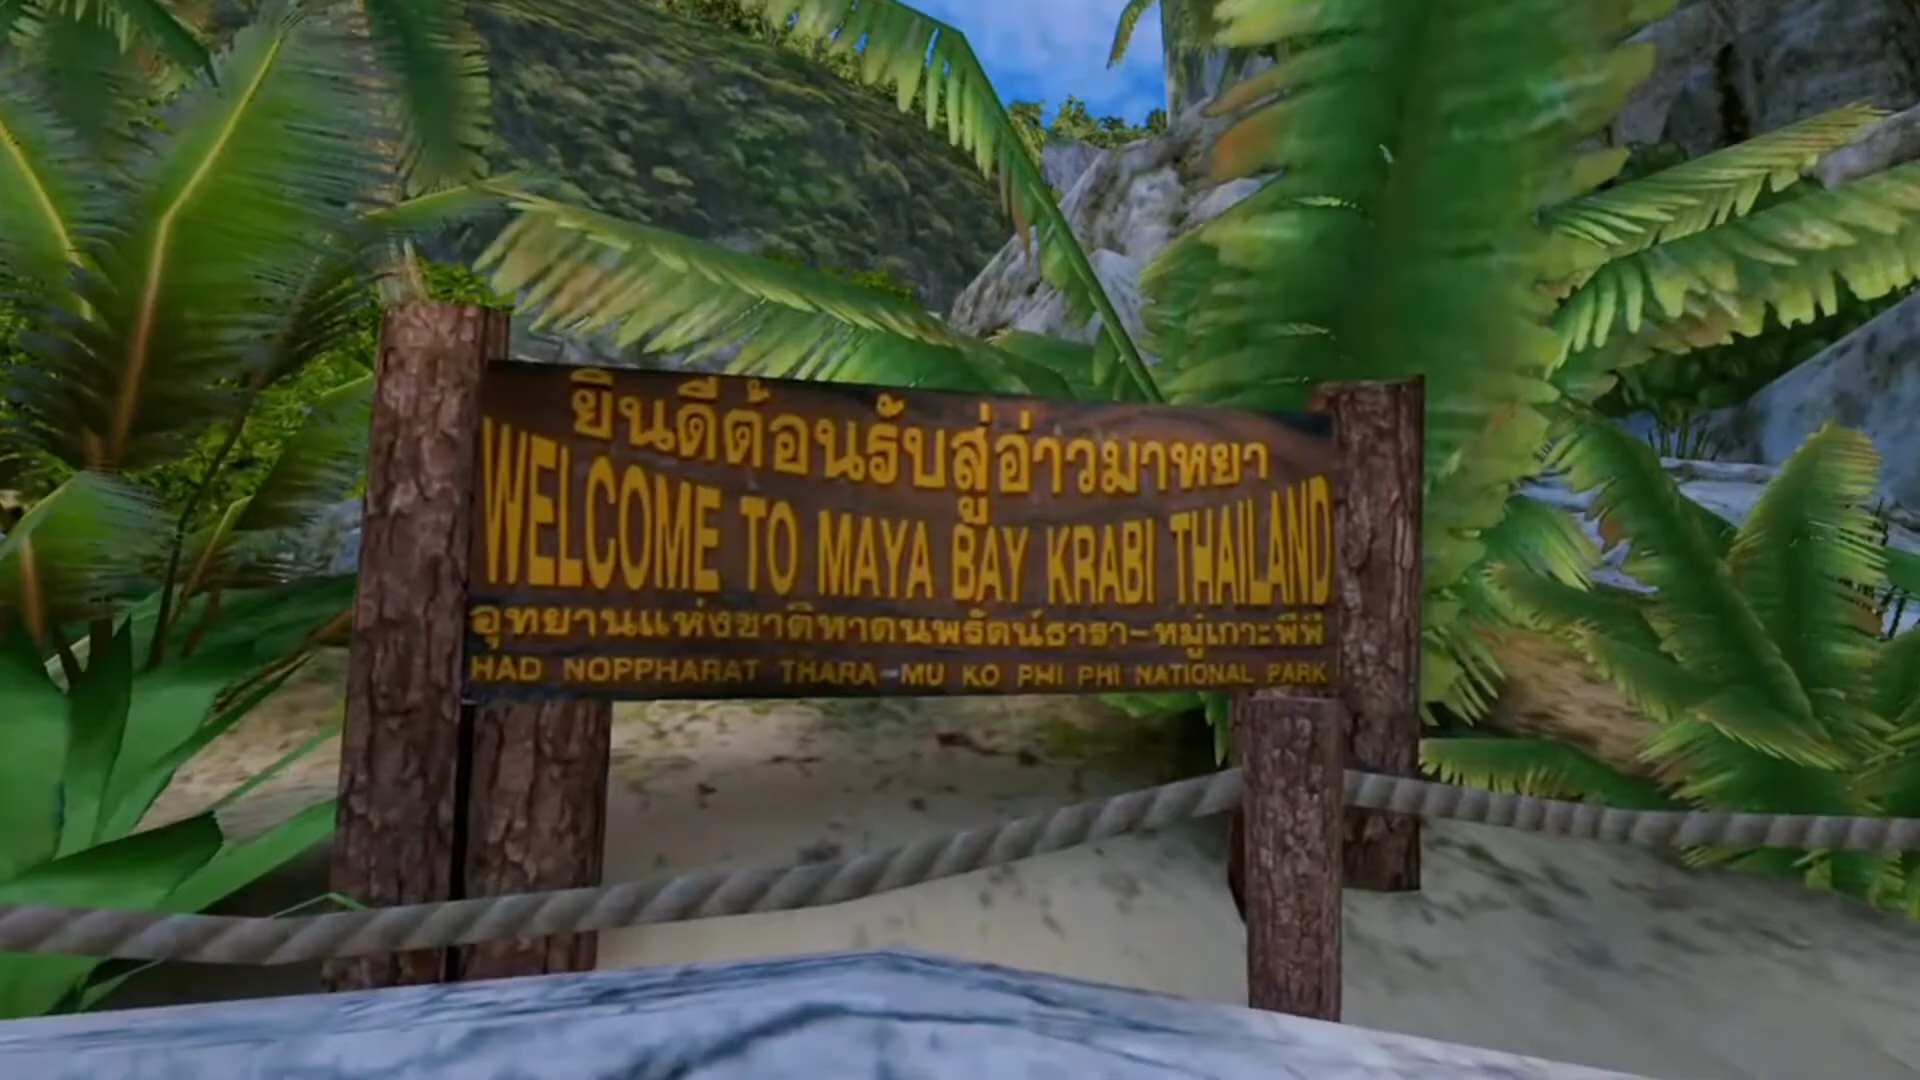 ยินดีต้อนรับสู่อ่าวมาหยา
WELCOME TO MAYA BAY KRABI THAILAND
อุทยานแห่งชาติหาดนพรัตน์ธารา-หมู่เกาะพีพี
HAD NOPPHARAT THARA-MU KO PHI PHI NATIONAL PARK